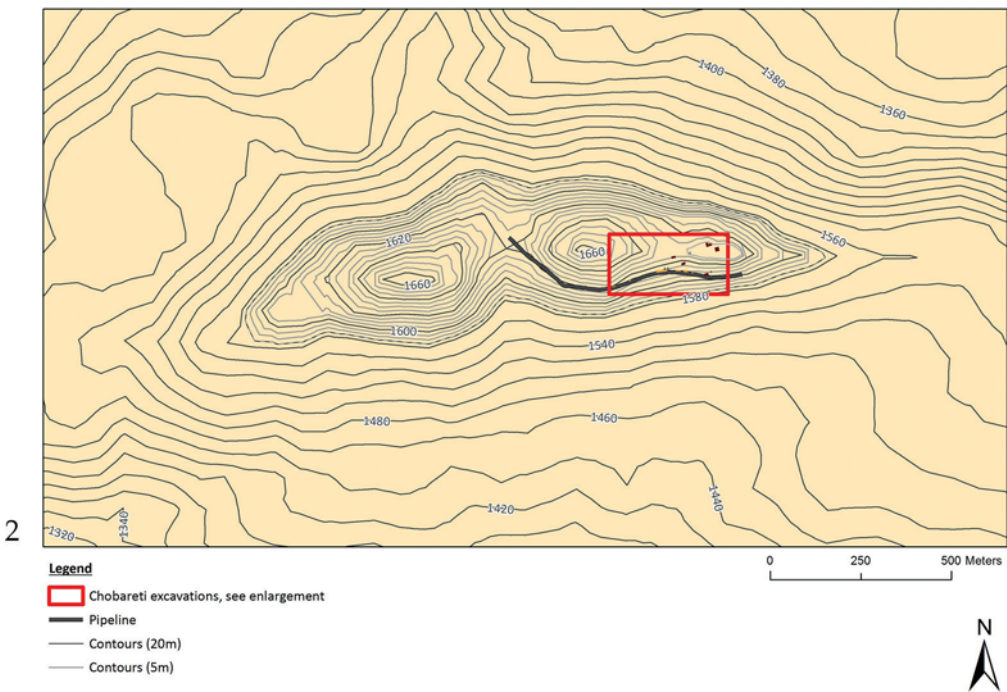 1400
1380
1360
1620
1560
1660
1660
1580
1600
1540
1480
1460
1440
1420
1340
1320
2
0 250 500 Meters
Legend
Chobareti excavations, see enlargement
Pipeline
Contours (20m)
Contours (5m)
N